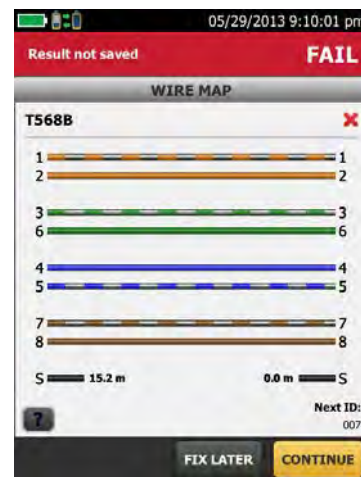 05/29/2013 9:10:01 pm
Result not saved FAIL
WIRE MAP
T568B
1 1
2 2
3 3
6 6
4 4
5 5
7 7
8 8
S 15.2 m 0.0 m S
Next ID:
? 007
FIX LATER CONTINUE